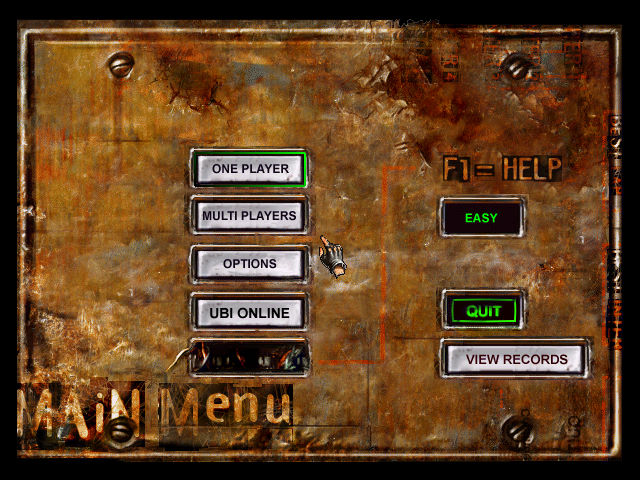 ONE PLAYER
F1= HELP
MULTI PLAYERS
EASY
OPTIONS
UBI ONLINE
QUIT
VIEW RECORDS
MAiN Menu